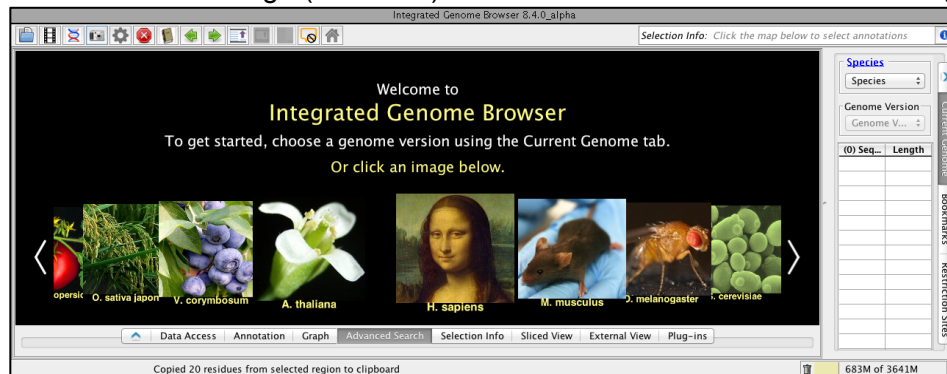 Integrated Genome Browser 8.4.0_alpha
Selection Info: Click the map below to select annotations
Welcome to
Integrated Genome Browser
To get started, choose a genome version using the Current Genome tab.
Or click an image below.
O. sativa japon
V. corymbosum
A. thaliana
H. sapiens
M. musculus
D. melanogaster
S. cerevisiae
Species
Species
Genome Version
Genome V...
(0) Seq... Length
Current Genome
Bookmarks
Restriction Sites
Data Access Annotation Graph Advanced Search Selection Info Sliced View External View Plug-ins
Copied 20 residues from selected region to clipboard
683M of 3641M